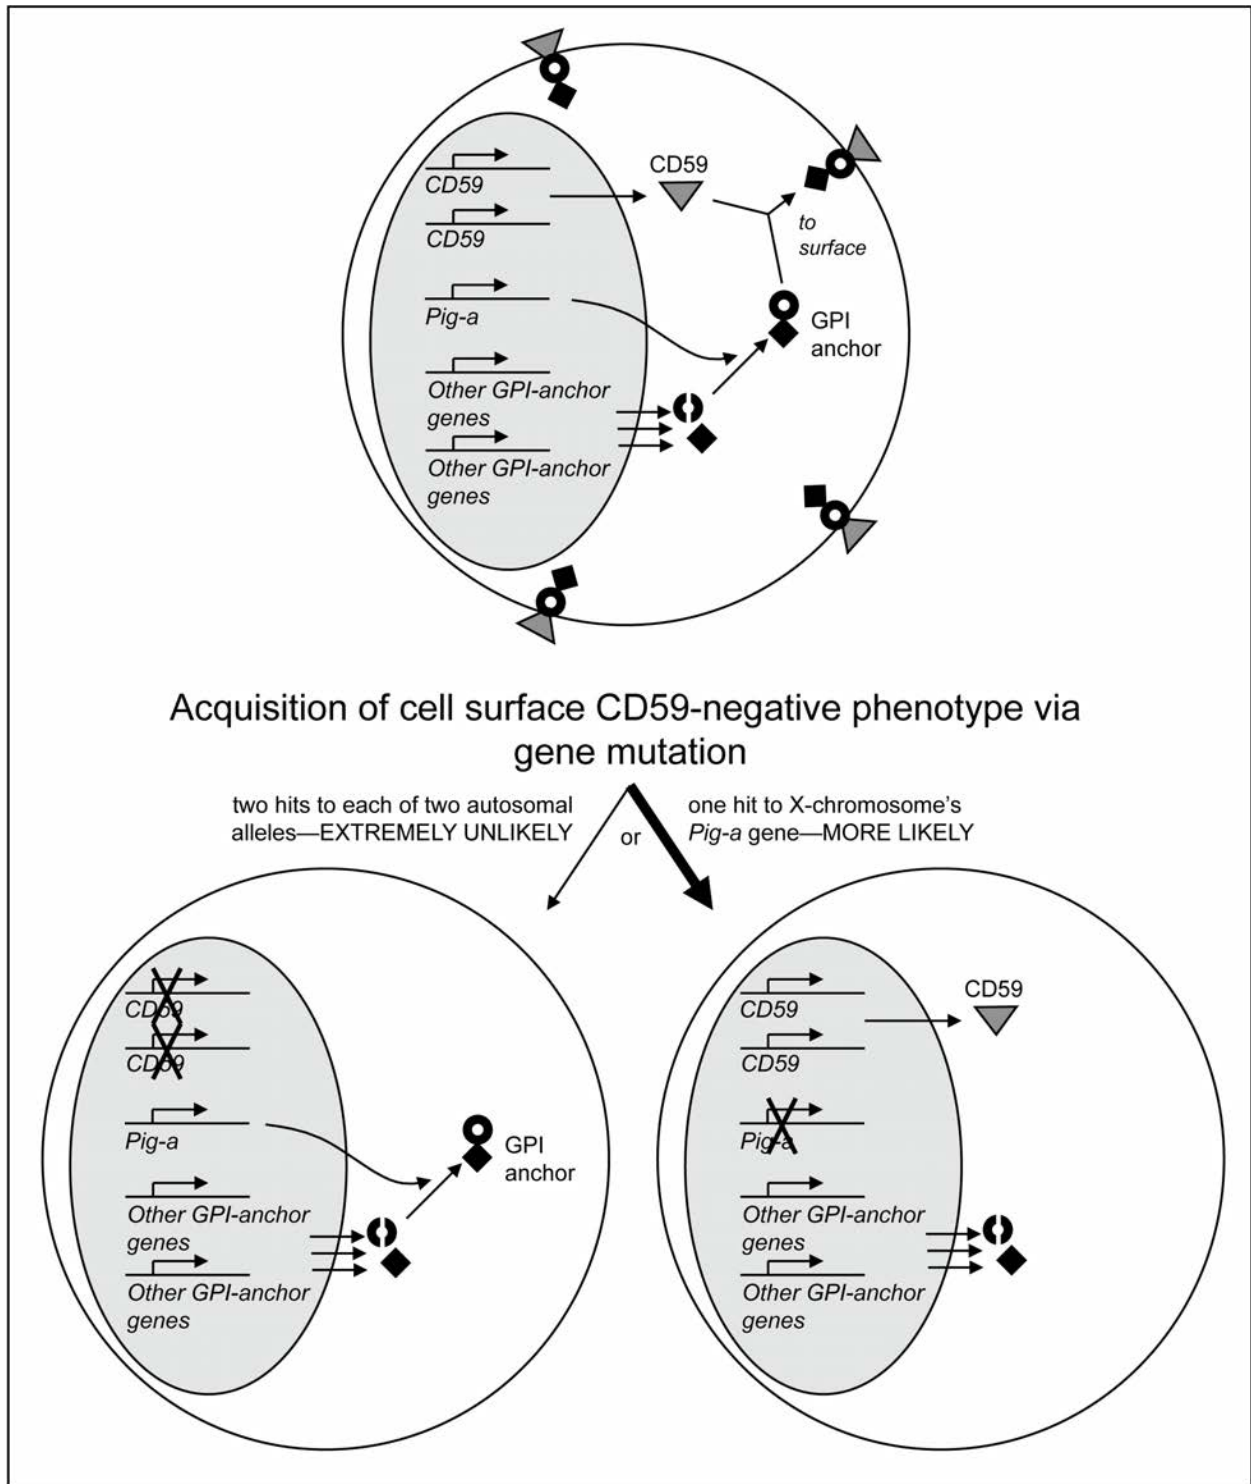 CD59
CD59
CD59
to
surface
Pig-a
GPI
anchor
Other GPI-anchor
genes
Other GPI-anchor
genes
Acquisition of cell surface CD59-negative phenotype via
gene mutation
two hits to each of two autosomal
alleles—EXTREMELY UNLIKELY
or
one hit to X-chromosome's
Pig-a gene—MORE LIKELY
CD59
CD59
Pig-a
GPI
anchor
Other GPI-anchor
genes
Other GPI-anchor
genes
CD59
CD59
CD59
Pig-a
Other GPI-anchor
genes
Other GPI-anchor
genes